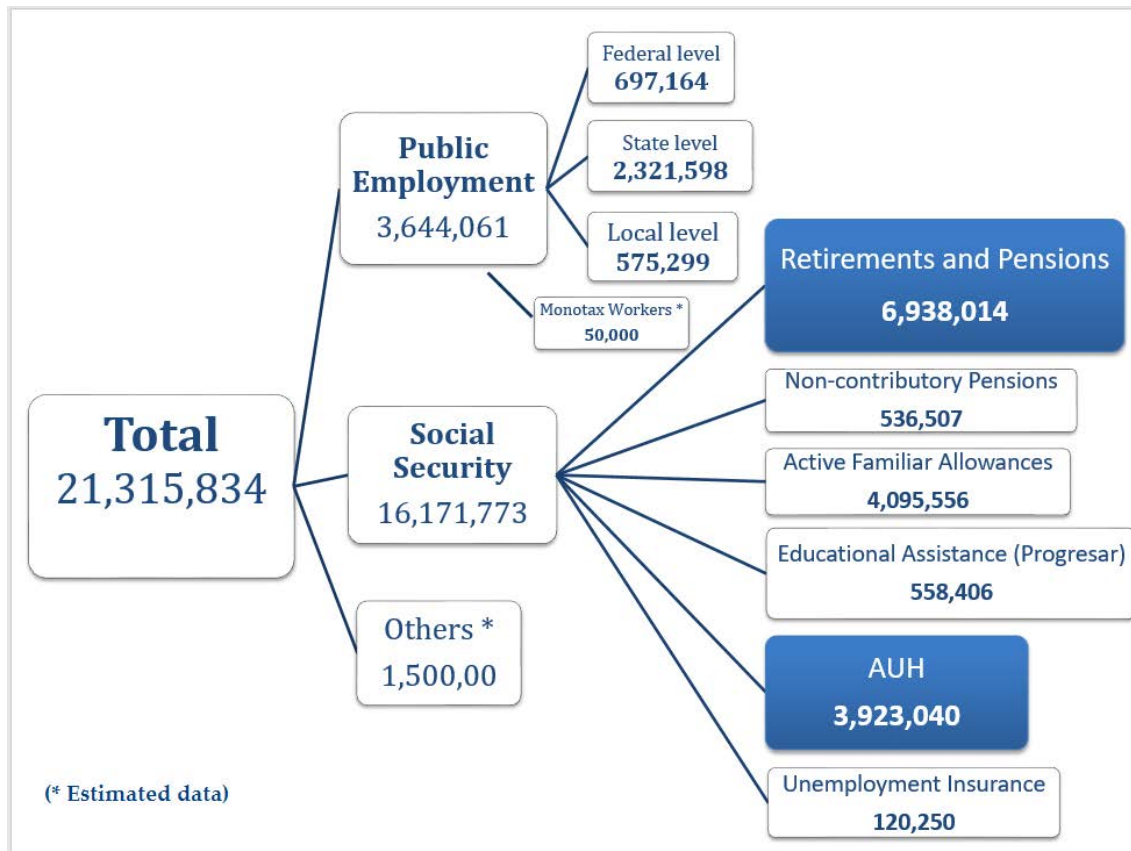 Total
21,315,834
Public
Employment
3,644,061
Federal level
697,164
State level
2,321,598
Local level
575,299
Monotax Workers *
50,000
Social
Security
16,171,773
Retirements and Pensions
6,938,014
Non-contributory Pensions
536,507
Active Familiar Allowances
4,095,556
Educational Assistance (Progresar)
558,406
AUH
3,923,040
Unemployment Insurance
120,250
Others *
1,500,00
(* Estimated data)